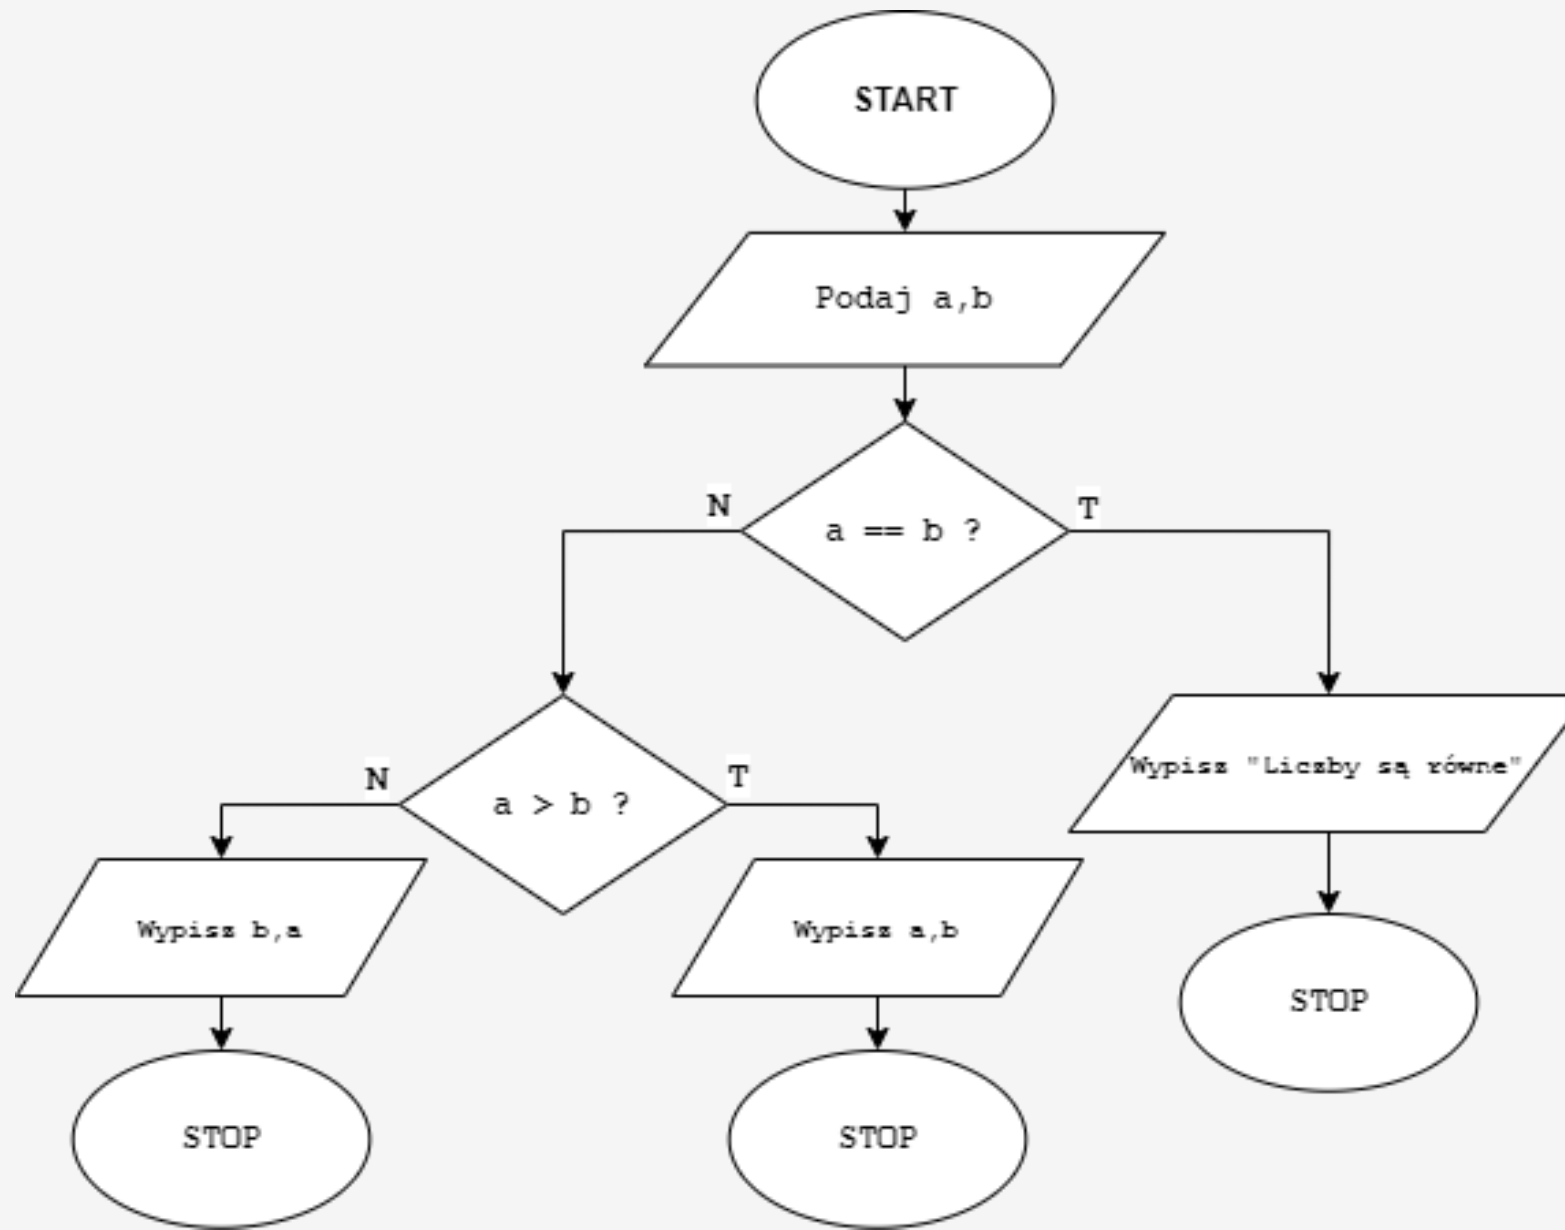 START
Podaj a,b
N
T
a == b ?
N
T
a > b ?
Wypisz "Liczby są równe"
Wypisz b,a
Wypisz a,b
STOP
STOP
STOP